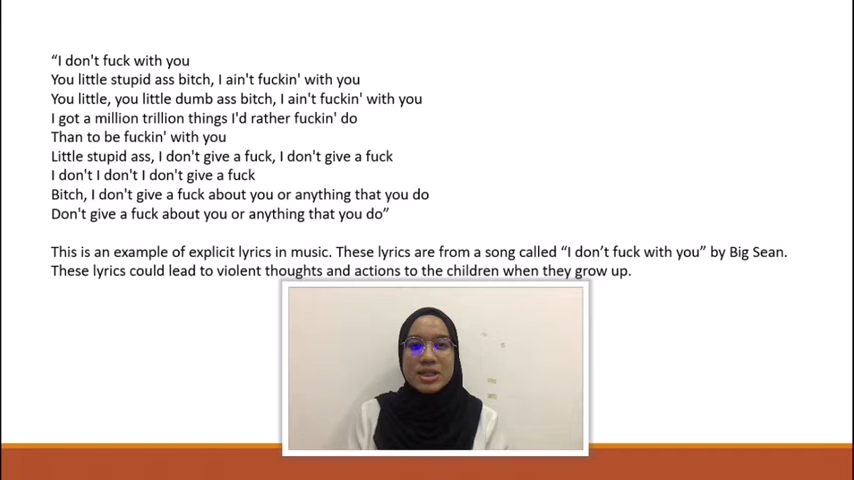 “I don't fuck with you
You little stupid ass bitch, I ain't fuckin' with you
You little, you little dumb ass bitch, I ain't fuckin' with you
I got a million trillion things I'd rather fuckin' do
Than to be fuckin' with you
Little stupid ass, I don't give a fuck, I don't give a fuck
I don't I don't I don't give a fuck
Bitch, I don't give a fuck about you or anything that you do
Don't give a fuck about you or anything that you do”
This is an example of explicit lyrics in music. These lyrics are from a song called “I don’t fuck with you” by Big Sean.
These lyrics could lead to violent thoughts and actions to the children when they grow up.